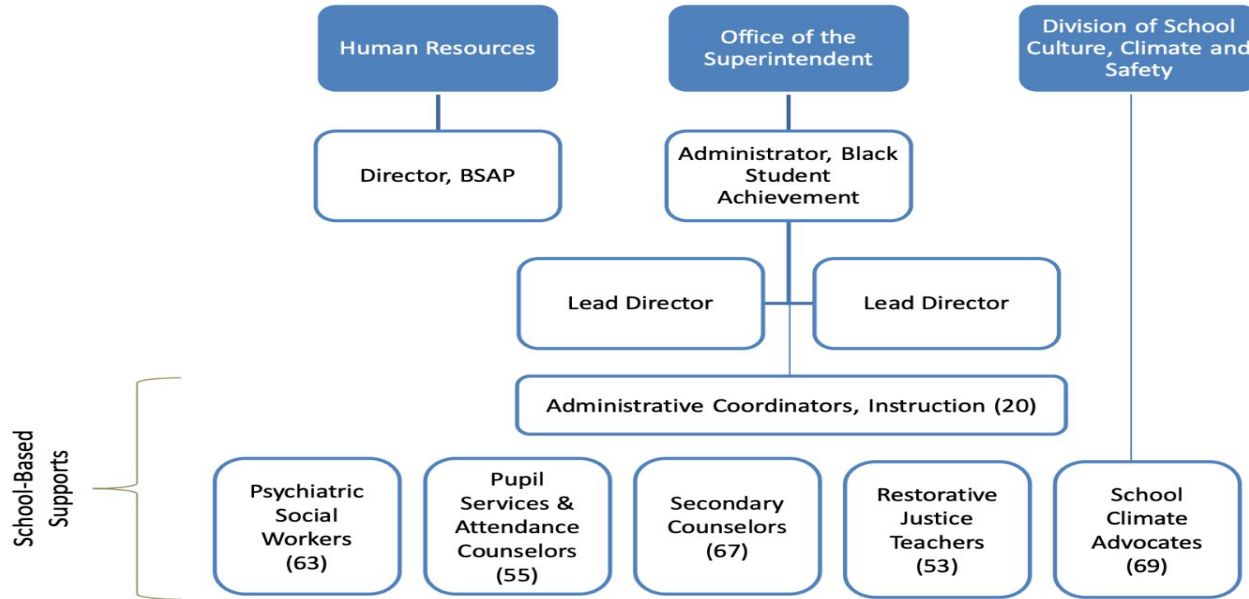 Human Resources
Office of the
Superintendent
Division of School
Culture, Climate and
Safety
Director, BSAP
Administrator, Black
Student
Achievement
Lead Director
Lead Director
Administrative Coordinators, Instruction (20)
School-Based
Supports
Psychiatric
Social
Workers
(63)
Pupil
Services &
Attendance
Counselors
(55)
Secondary
Counselors
(67)
Restorative
Justice
Teachers
(53)
School
Climate
Advocates
(69)